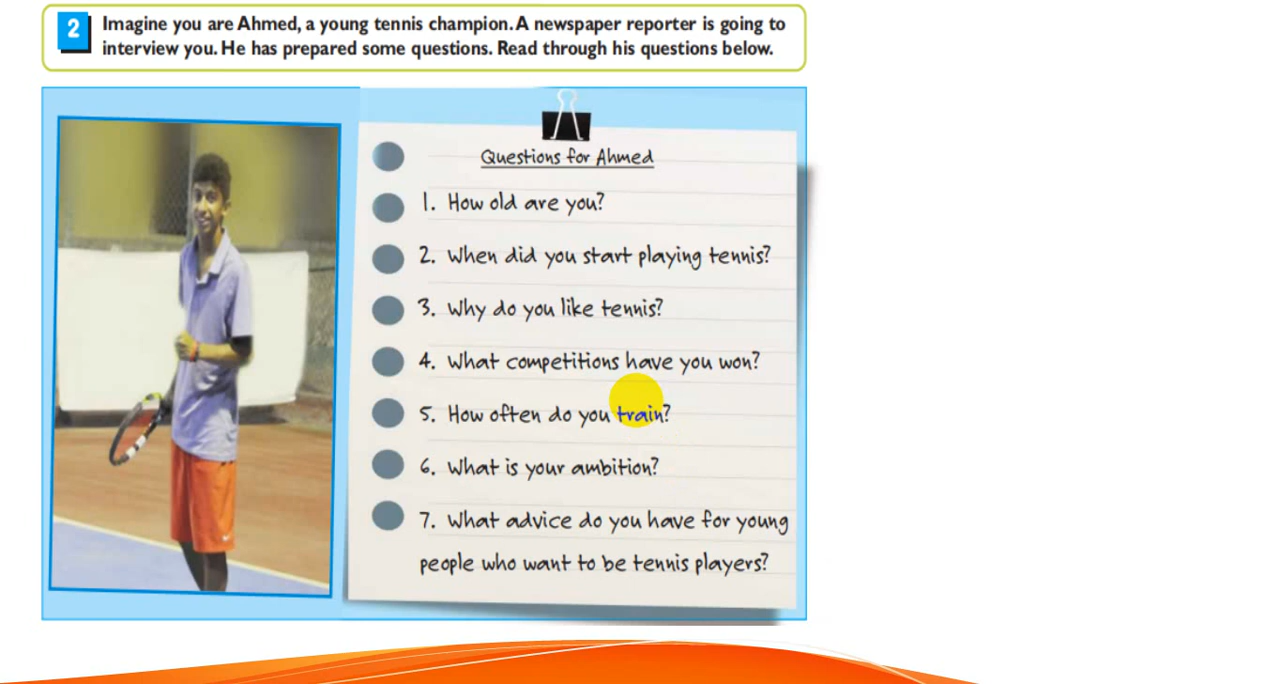 2 Imagine you are Ahmed, a young tennis champion. A newspaper reporter is going to
interview you. He has prepared some questions. Read through his questions below.
Questions for Ahmed
1. How old are you?
2. When did you start playing tennis?
3. Why do you like tennis?
4. What competitions have you won?
5. How often do you train?
6. What is your ambition?
7. What advice do you have for young
people who want to be tennis players?